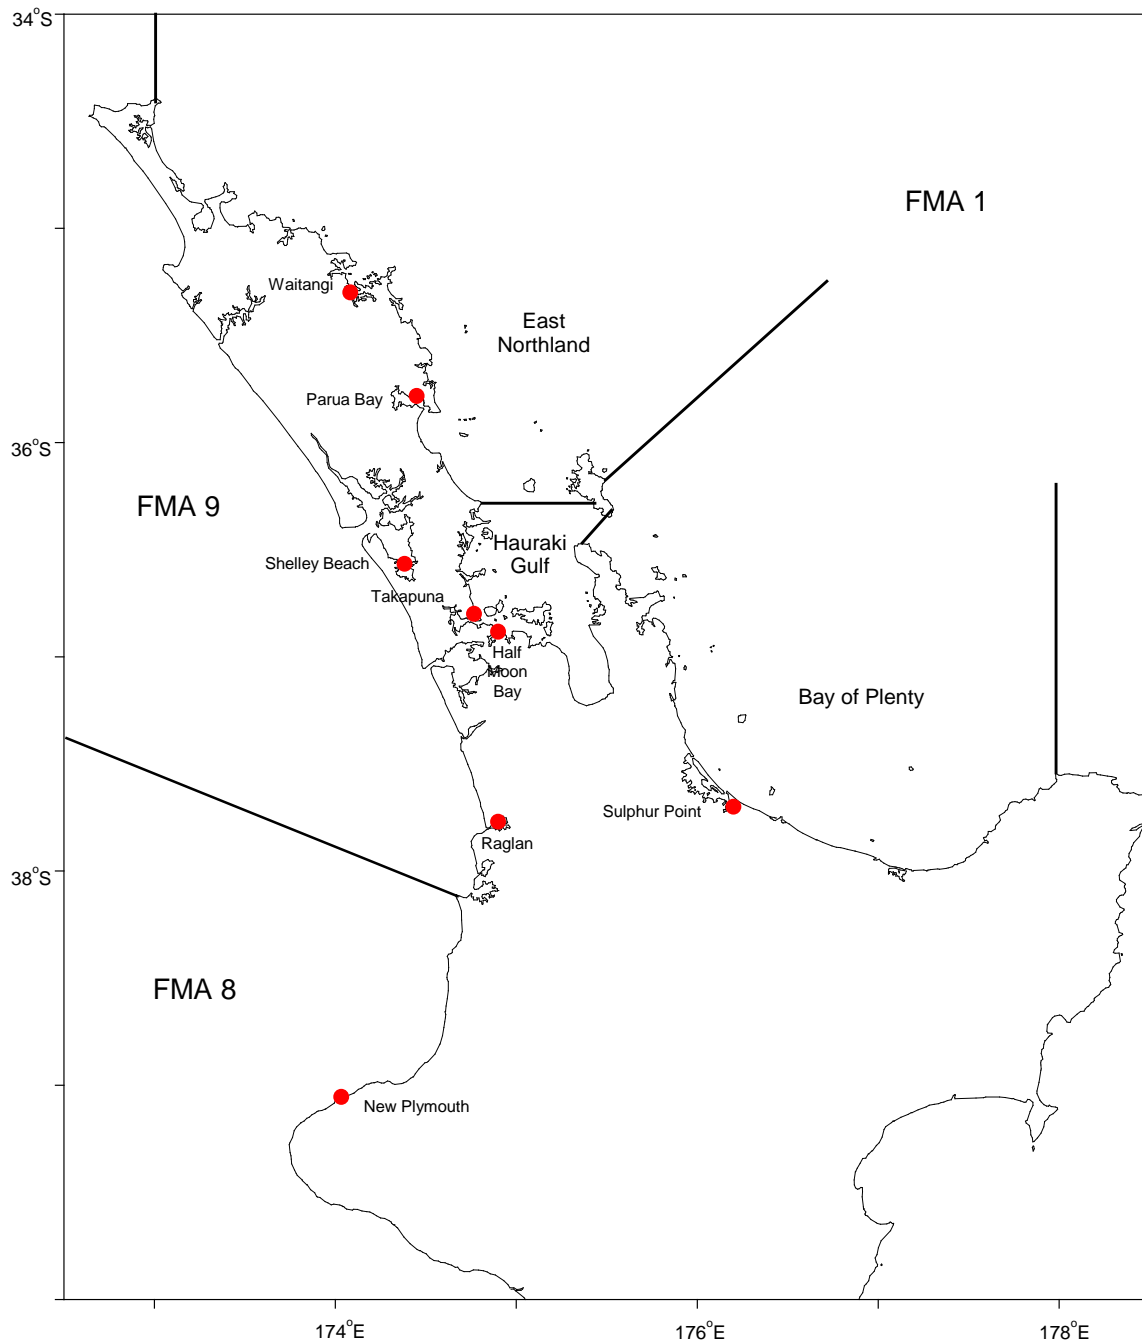 34°S
FMA 1
Waitangi
East
Northland
Parua Bay
36°S
FMA 9
Hauraki
Gulf
Shelley Beach
Takapuna
Half
Moon
Bay
Bay of Plenty
Sulphur Point
Raglan
38°S
FMA 8
New Plymouth
174°E
176°E
178°E